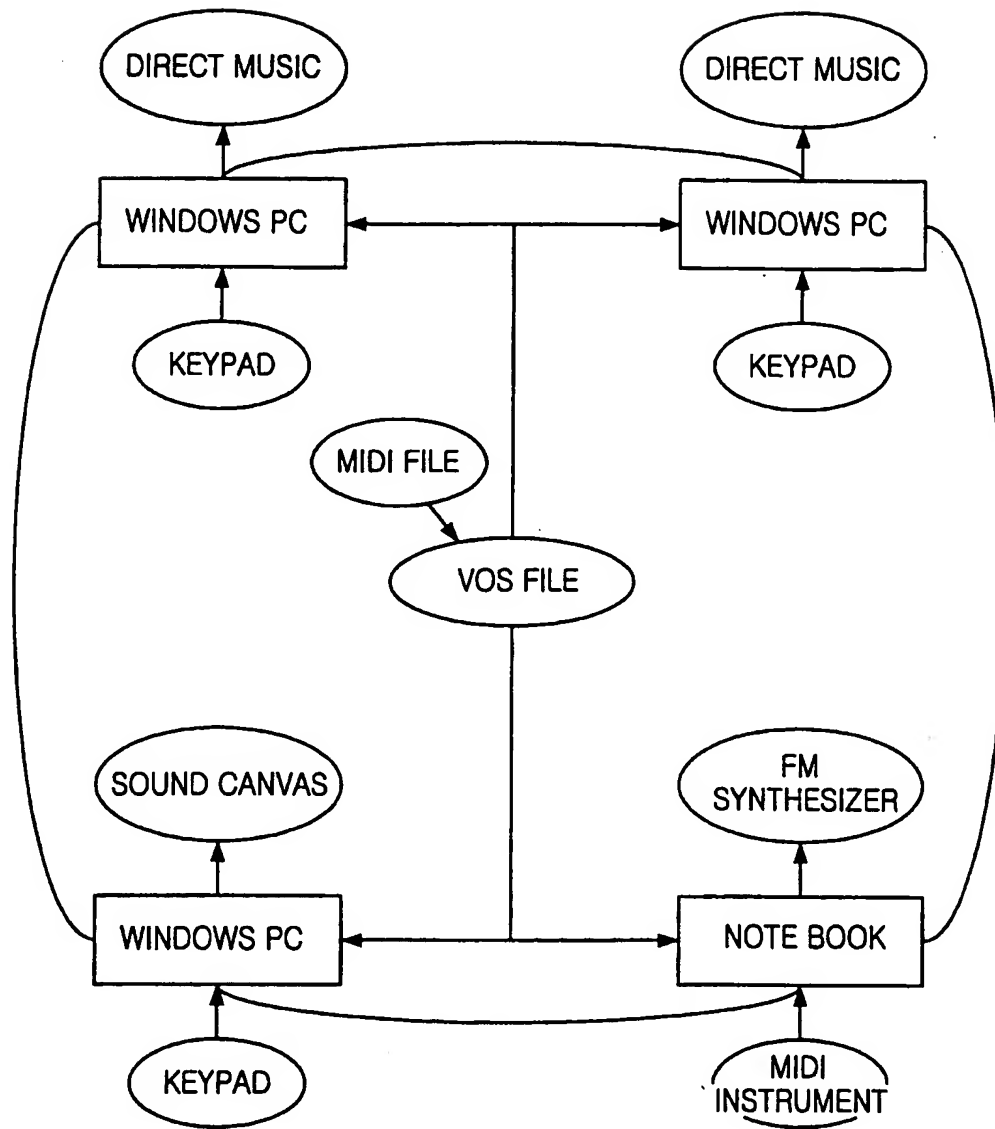 DIRECT MUSIC
DIRECT MUSIC
WINDOWS PC
WINDOWS PC
KEYPAD
KEYPAD
MIDI FILE
VOS FILE
SOUND CANVAS
FM
SYNTHESIZER
WINDOWS PC
NOTE BOOK
KEYPAD
MIDI
INSTRUMENT